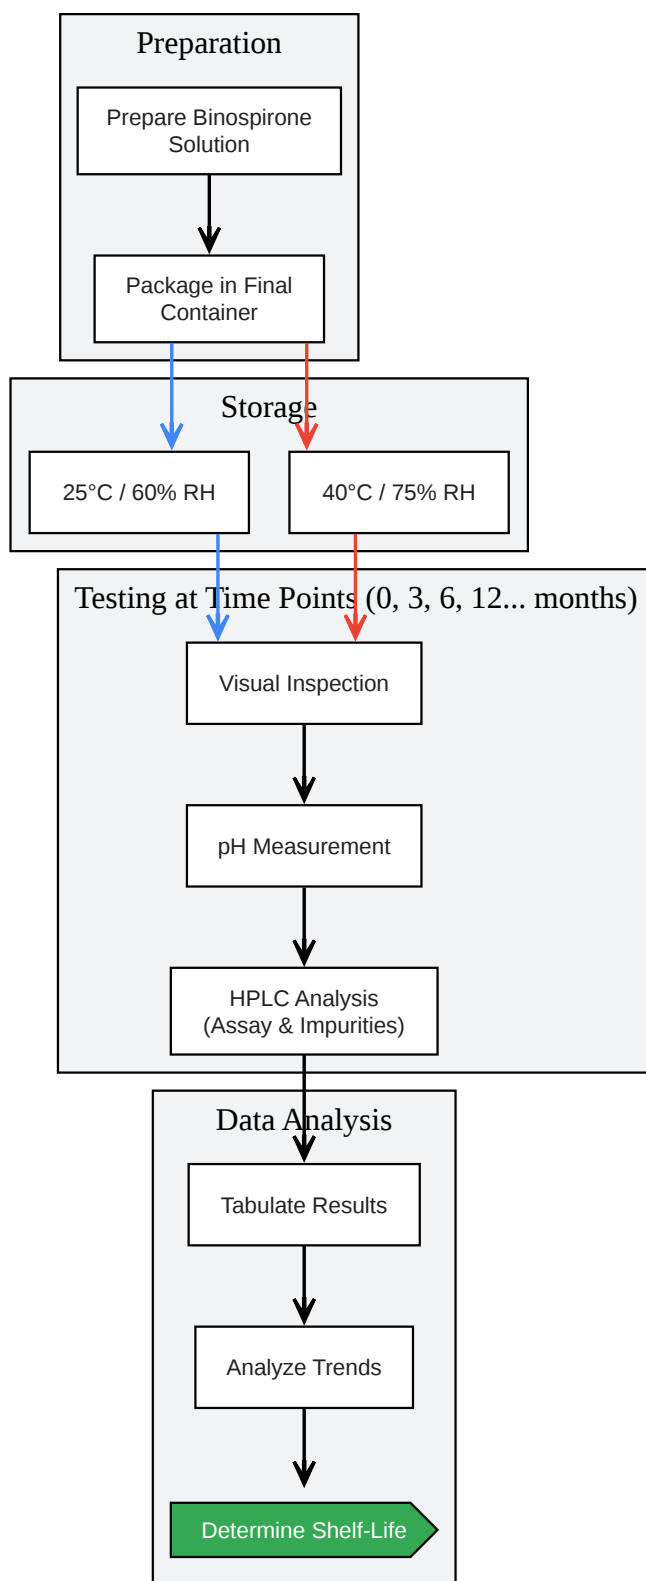 Preparation
Prepare Binospirone
Solution
Package in Final
Container
Storage
25°C / 60% RH
40°C / 75% RH
Testing at Time Points (0, 3, 6, 12... months)
Visual Inspection
pH Measurement
HPLC Analysis
(Assay & Impurities)
Data Analysis
Tabulate Results
Analyze Trends
Determine Shelf-Life